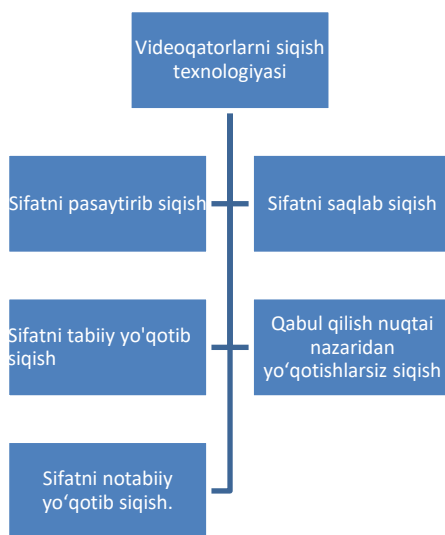 Videoqatorlarni siqish
texnologiyasi
Sifatni pasaytirib siqish
Sifatni saqlab siqish
Sifatni tabiiy yo'qotib
siqish
Qabul qilish nuqtai
nazaridan
yo‘qotishlarsiz siqish
Sifatni notabiiy
yo‘qotib siqish.